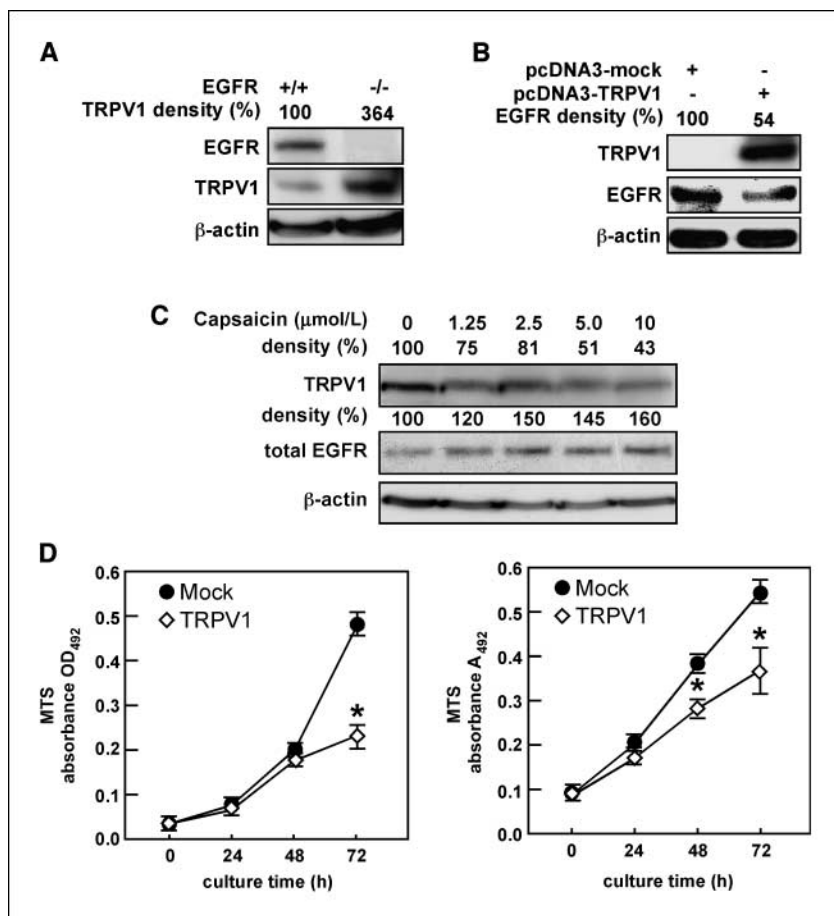 A
EGFR +/+ -/-
TRPV1 density (%) 100 364
EGFR
TRPV1
β-actin
B
pcDNA3-mock + -
pcDNA3-TRPV1 - +
EGFR density (%) 100 54
TRPV1
EGFR
β-actin
C
Capsaicin (μmol/L) 0 1.25 2.5 5.0 10
density (%) 100 75 81 51 43
TRPV1
density (%) 100 120 150 145 160
total EGFR
β-actin
D
MTS
absorbance OD492
0.6
0.5
0.4
0.3
0.2
0.1
0.0
Mock
TRPV1
*
0 24 48 72
culture time (h)
MTS
absorbance A492
0.6
0.5
0.4
0.3
0.2
0.1
0.0
Mock
TRPV1
*
*
0 24 48 72
culture time (h)